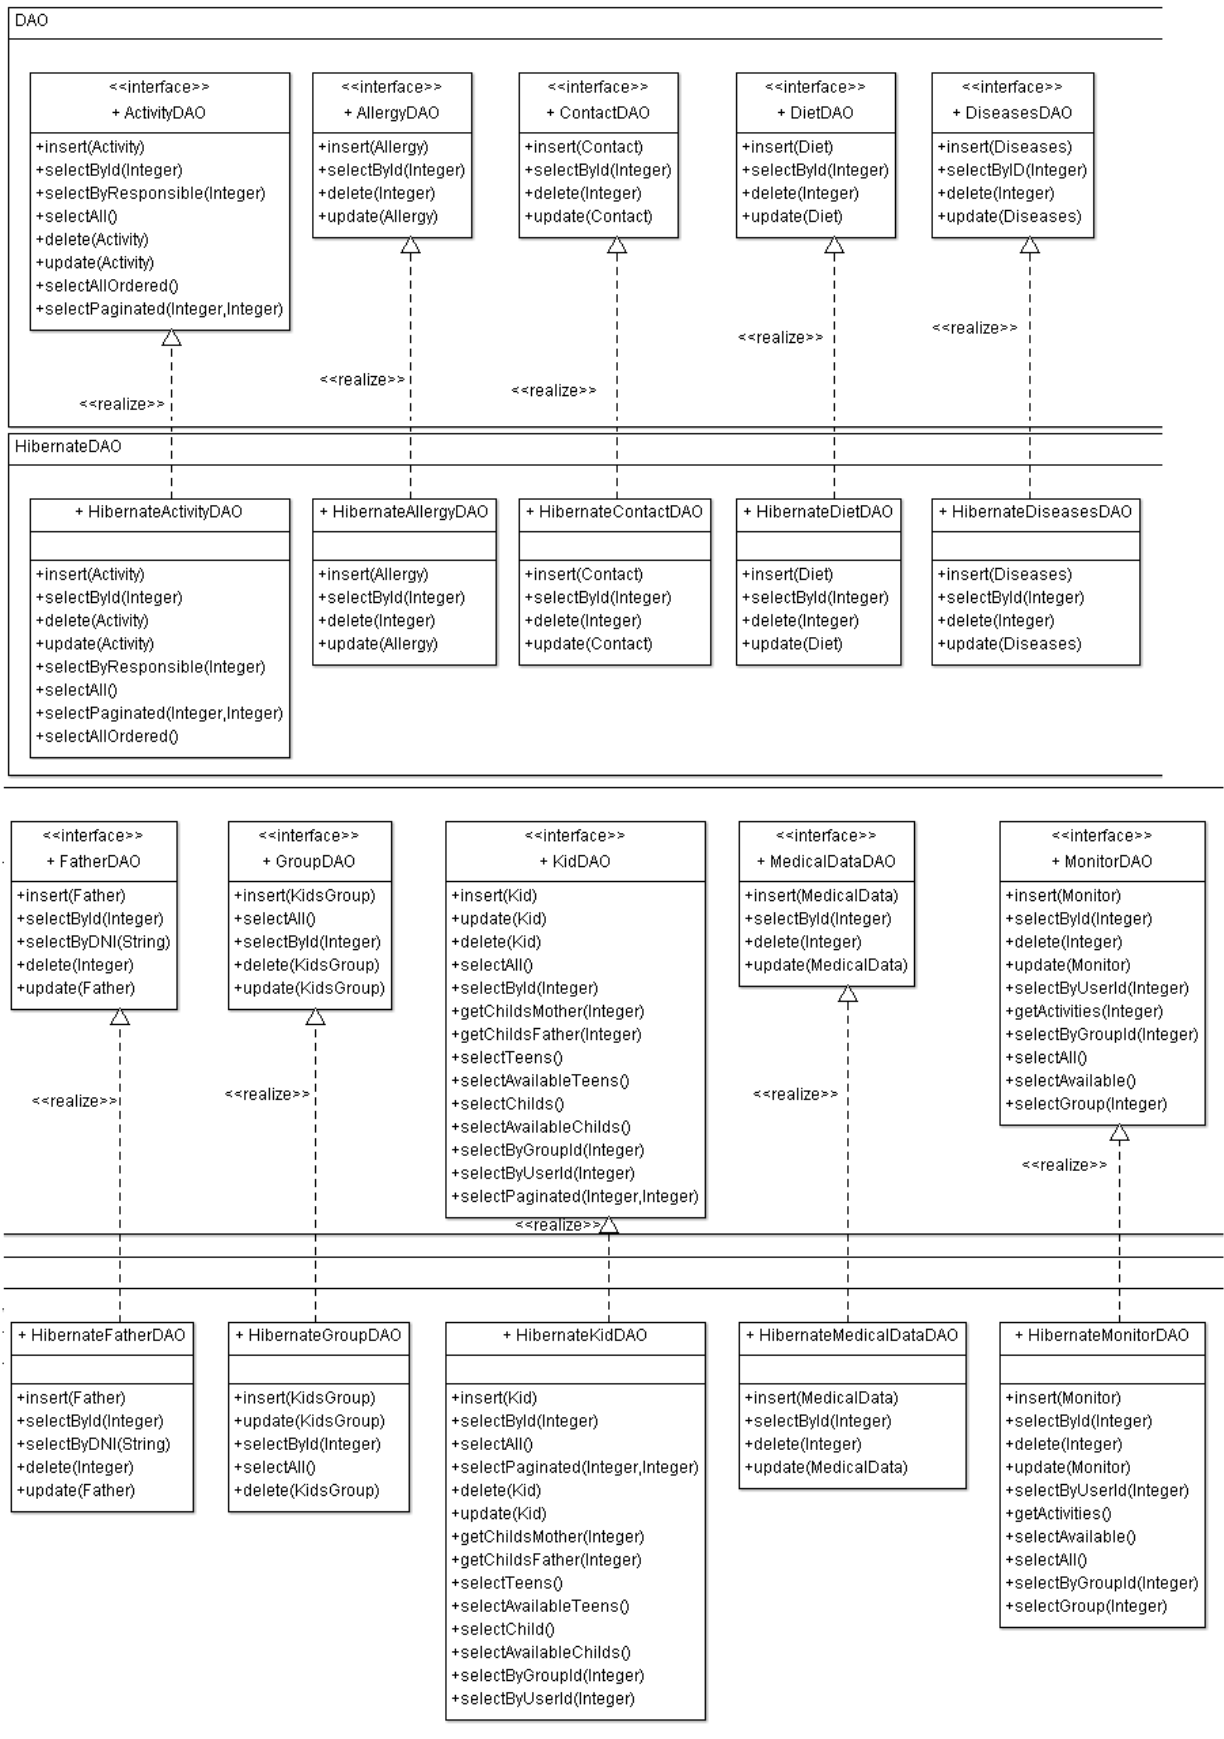 DAO
<<interface>>
+ ActivityDAO
+insert(Activity)
+selectById(Integer)
+selectByResponsible(Integer)
+selectAll()
+delete(Activity)
+update(Activity)
+selectAllOrdered()
+selectPaginated(Integer,Integer)
<<interface>>
+ AllergyDAO
+insert(Allergy)
+selectById(Integer)
+delete(Integer)
+update(Allergy)
<<interface>>
+ ContactDAO
+insert(Contact)
+selectById(Integer)
+delete(Integer)
+update(Contact)
<<interface>>
+ DietDAO
+insert(Diet)
+selectById(Integer)
+delete(Integer)
+update(Diet)
<<interface>>
+ DiseasesDAO
+insert(Diseases)
+selectByID(Integer)
+delete(Integer)
+update(Diseases)
<<realize>>
<<realize>>
<<realize>>
<<realize>>
<<realize>>
HibernateDAO
+ HibernateActivityDAO
+insert(Activity)
+selectById(Integer)
+delete(Activity)
+update(Activity)
+selectByResponsible(Integer)
+selectAll()
+selectPaginated(Integer,Integer)
+selectAllOrdered()
+ HibernateAllergyDAO
+insert(Allergy)
+selectById(Integer)
+delete(Integer)
+update(Allergy)
+ HibernateContactDAO
+insert(Contact)
+selectById(Integer)
+delete(Integer)
+update(Contact)
+ HibernateDietDAO
+insert(Diet)
+selectById(Integer)
+delete(Integer)
+update(Diet)
+ HibernateDiseasesDAO
+insert(Diseases)
+selectById(Integer)
+delete(Integer)
+update(Diseases)
<<interface>>
+ FatherDAO
+insert(Father)
+selectById(Integer)
+selectByDNI(String)
+delete(Integer)
+update(Father)
<<interface>>
+ GroupDAO
+insert(KidsGroup)
+selectAll()
+selectById(Integer)
+delete(KidsGroup)
+update(KidsGroup)
<<interface>>
+ KidDAO
+insert(Kid)
+update(Kid)
+delete(Kid)
+selectAll()
+selectById(Integer)
+getChildsMother(Integer)
+getChildsFather(Integer)
+selectTeens()
+selectAvailableTeens()
+selectChilds()
+selectAvailableChilds()
+selectByGroupId(Integer)
+selectByUserId(Integer)
+selectPaginated(Integer,Integer)
<<interface>>
+ MedicalDataDAO
+insert(MedicalData)
+selectById(Integer)
+delete(Integer)
+update(MedicalData)
<<interface>>
+ MonitorDAO
+insert(Monitor)
+selectById(Integer)
+delete(Integer)
+update(Monitor)
+selectByUserId(Integer)
+getActivities(Integer)
+selectByGroupId(Integer)
+selectAll()
+selectAvailable()
+selectGroup(Integer)
<<realize>>
<<realize>>
<<realize>>
<<realize>>
<<realize>>
+ HibernateFatherDAO
+insert(Father)
+selectById(Integer)
+selectByDNI(String)
+delete(Integer)
+update(Father)
+ HibernateGroupDAO
+insert(KidsGroup)
+update(KidsGroup)
+selectById(Integer)
+selectAll()
+delete(KidsGroup)
+ HibernateKidDAO
+insert(Kid)
+selectById(Integer)
+selectAll()
+selectPaginated(Integer,Integer)
+delete(Kid)
+update(Kid)
+getChildsMother(Integer)
+getChildsFather(Integer)
+selectTeens()
+selectAvailableTeens()
+selectChild()
+selectAvailableChilds()
+selectByGroupId(Integer)
+selectByUserId(Integer)
+ HibernateMedicalDataDAO
+insert(MedicalData)
+selectById(Integer)
+delete(Integer)
+update(MedicalData)
+ HibernateMonitorDAO
+insert(Monitor)
+selectById(Integer)
+delete(Integer)
+update(Monitor)
+selectByUserId(Integer)
+getActivities()
+selectAvailable()
+selectAll()
+selectByGroupId(Integer)
+selectGroup(Integer)